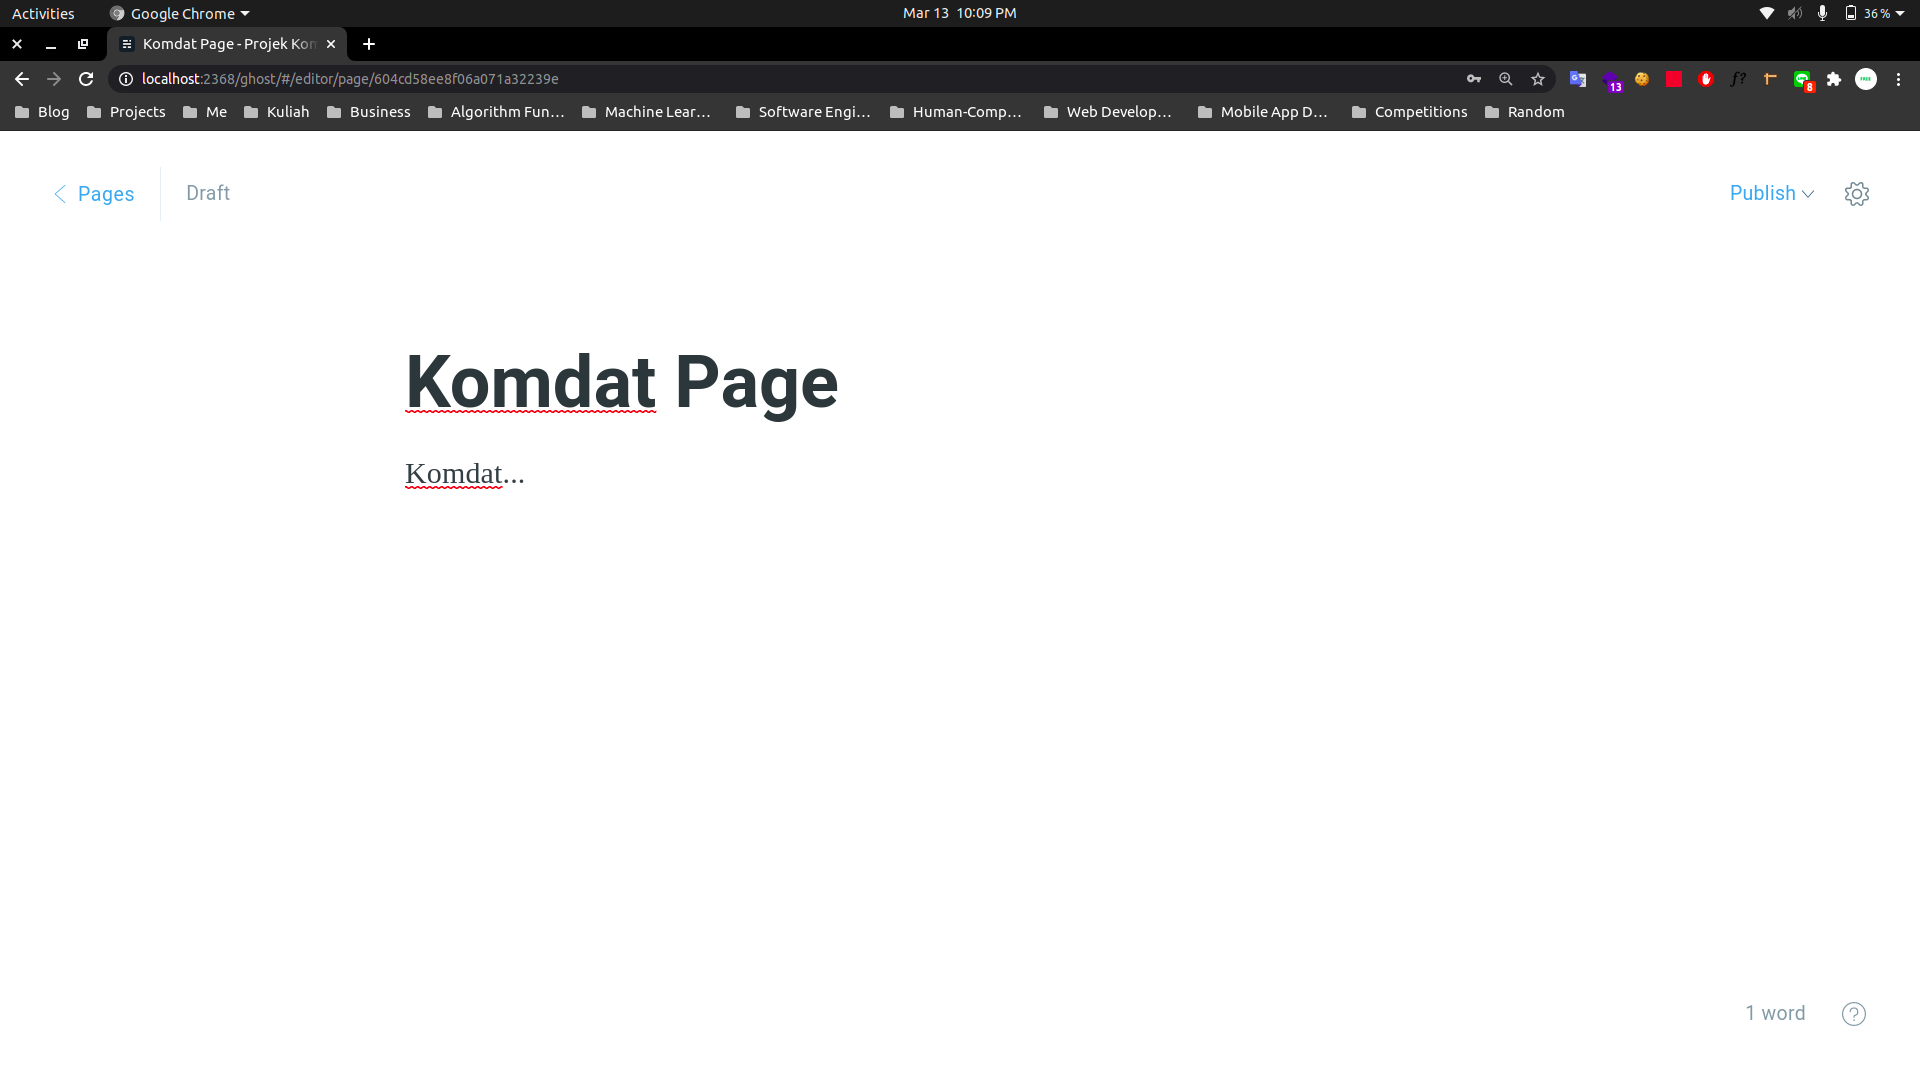 Activities Google Chrome Mar 13 10:09 PM 36 %
Komdat Page - Projek Kom
localhost:2368/ghost/#/editor/page/604cd58ee8f06a071a32239e 13 ƒ? 8 FREE
Blog Projects Me Kuliah Business Algorithm Fun... Machine Lear... Software Engi... Human-Comp... Web Develop... Mobile App D... Competitions Random
Pages Draft Publish
Komdat Page
Komdat...
1 word ?